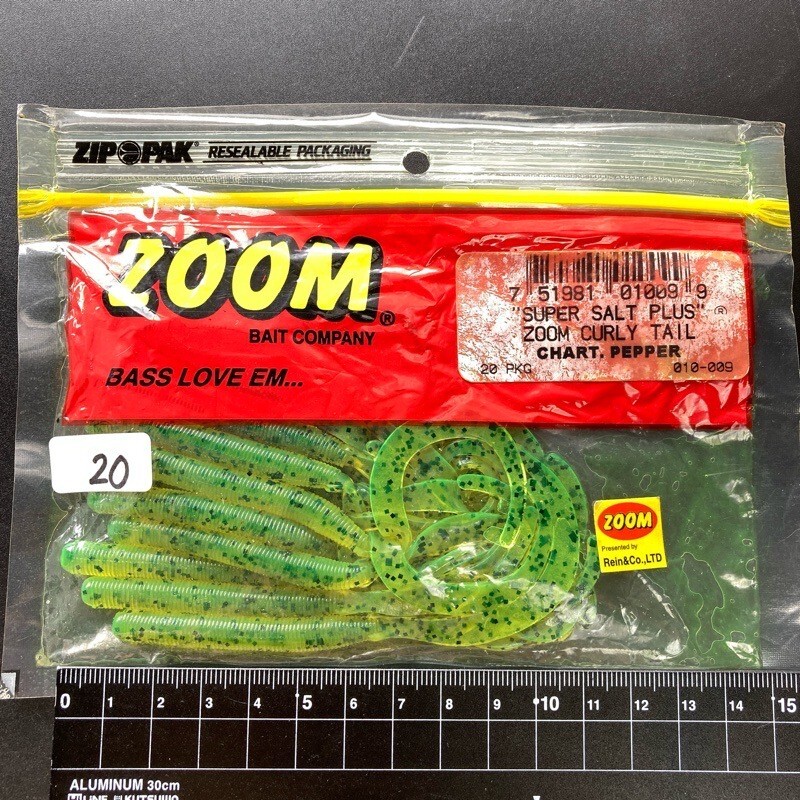 ZIP PAK® RESEALABLE PACKAGING
ZOOM®
BAIT COMPANY
BASS LOVE EM...
7 51981 01009 9
"SUPER SALT PLUS"®
ZOOM CURLY TAIL
CHART. PEPPER
20 PKG 010-009
20
ZOOM
Presented by
Rein&Co.,LTD
0 1 2 3 4 5 6 7 8 9 10 11 12 13 14 15
ALUMINUM 30cm